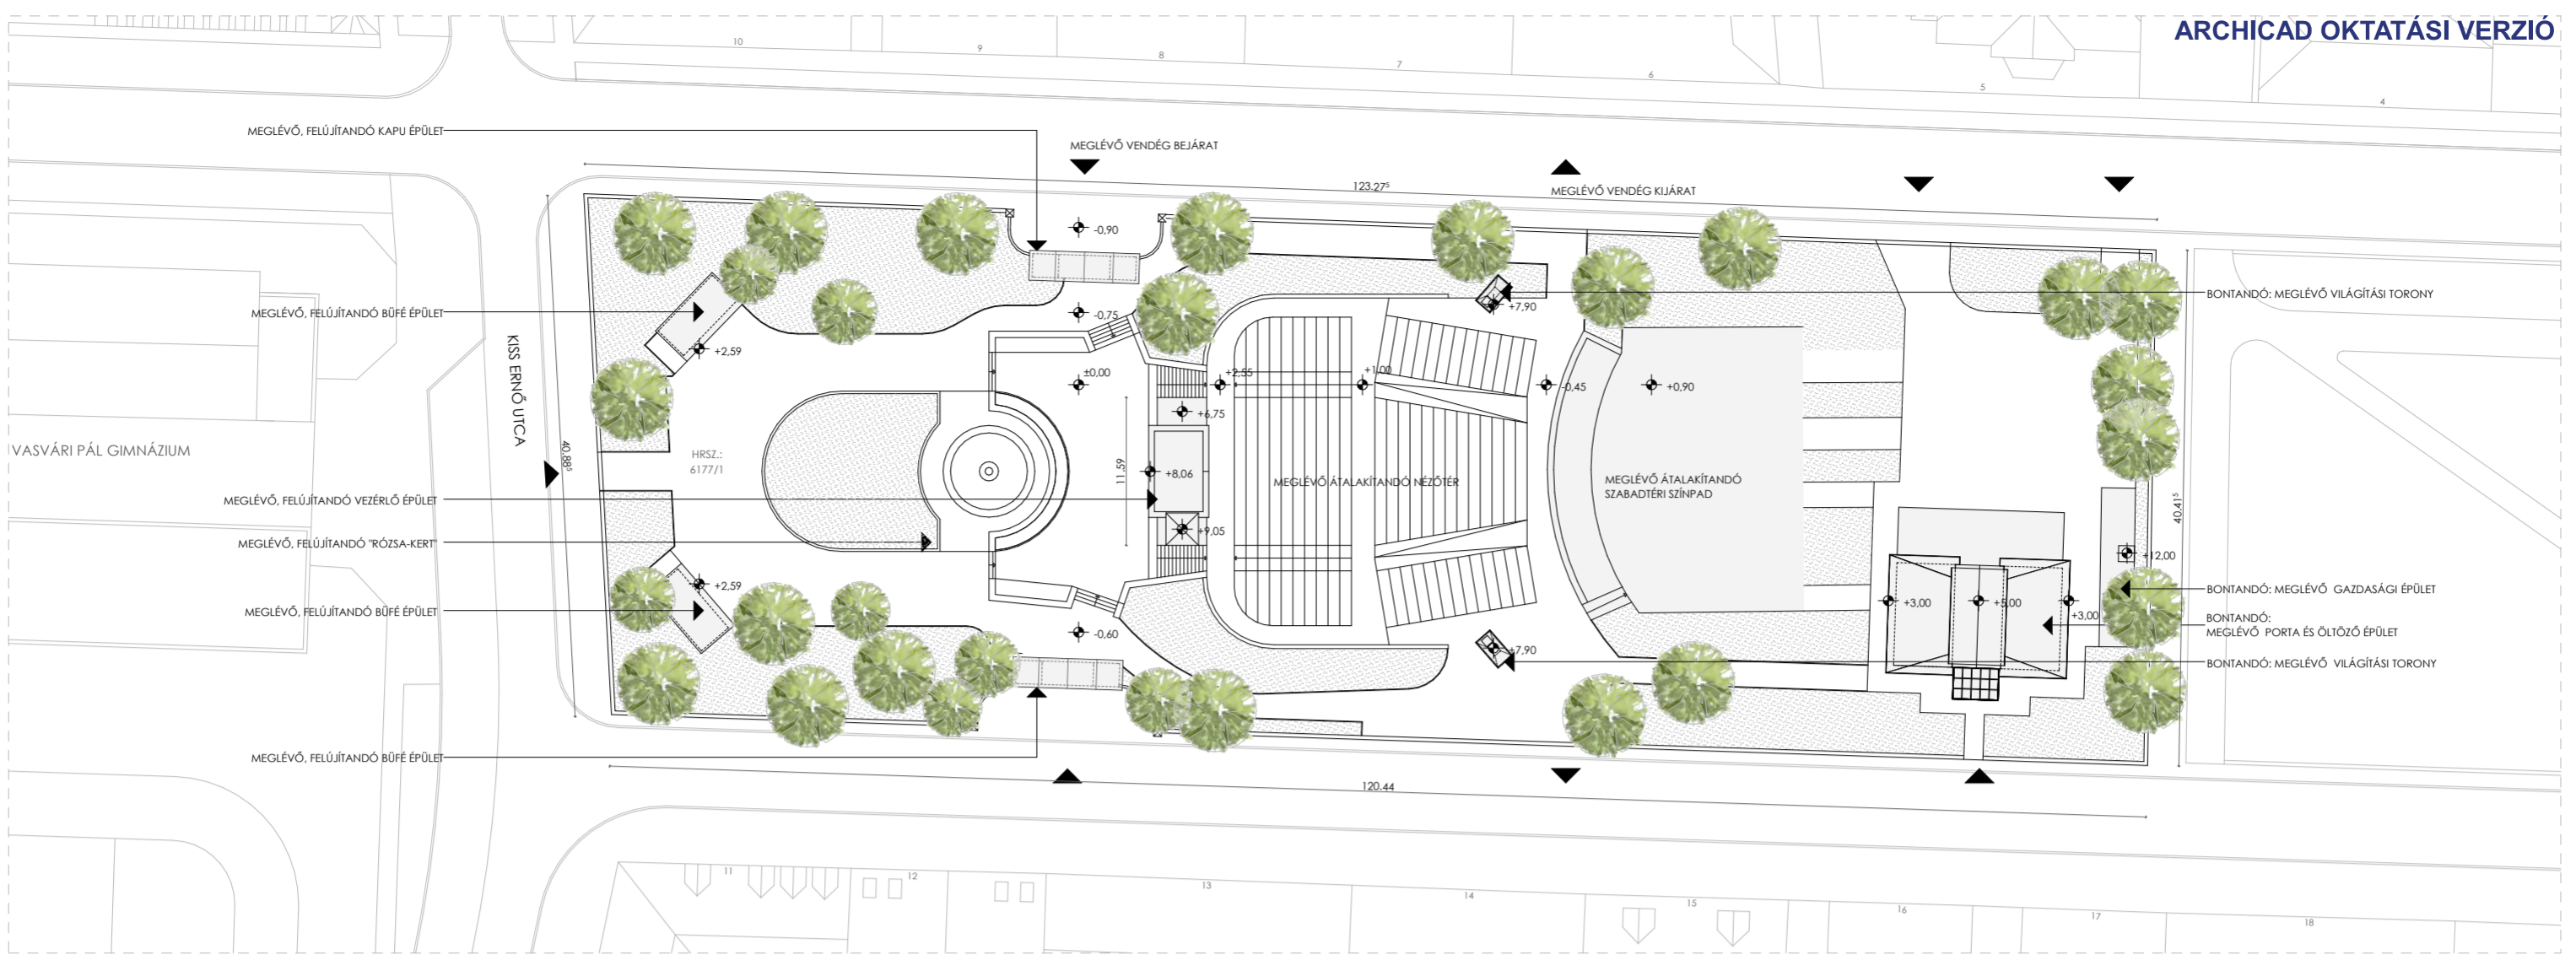 ARCHICAD OKTATÁSI VERZIÓ
10
9
8
7
6
5
4
MEGLÉVŐ, FELÚJÍTANDÓ KAPU ÉPÜLET
MEGLÉVŐ VENDÉG BEJÁRAT
123.27⁵
MEGLÉVŐ VENDÉG KIJÁRAT
-0,90
BONTANDÓ: MEGLÉVŐ VILÁGÍTÁSI TORONY
+7,90
MEGLÉVŐ, FELÚJÍTANDÓ BÜFÉ ÉPÜLET
-0,75
KISS ERNŐ UTCA
+2,59
±0,00
+2,55
+1,00
-0,45
+0,90
+6,75
VASVÁRI PÁL GIMNÁZIUM
40.88⁵
HRSZ.:
6177/1
11.59
+8,06
MEGLÉVŐ ÁTALAKÍTANDÓ NÉZŐTÉR
MEGLÉVŐ ÁTALAKÍTANDÓ
SZABADTÉRI SZÍNPAD
40.41⁵
MEGLÉVŐ, FELÚJÍTANDÓ VEZÉRLŐ ÉPÜLET
+9,05
MEGLÉVŐ, FELÚJÍTANDÓ "RÓZSA-KERT"
+12,00
+2,59
BONTANDÓ: MEGLÉVŐ GAZDASÁGI ÉPÜLET
MEGLÉVŐ, FELÚJÍTANDÓ BÜFÉ ÉPÜLET
+3,00
+5,00
+3,00
BONTANDÓ:
MEGLÉVŐ PORTA ÉS ÖLTÖZŐ ÉPÜLET
-0,60
+7,90
BONTANDÓ: MEGLÉVŐ VILÁGÍTÁSI TORONY
MEGLÉVŐ, FELÚJÍTANDÓ BÜFÉ ÉPÜLET
120.44
11
12
13
14
15
16
17
18